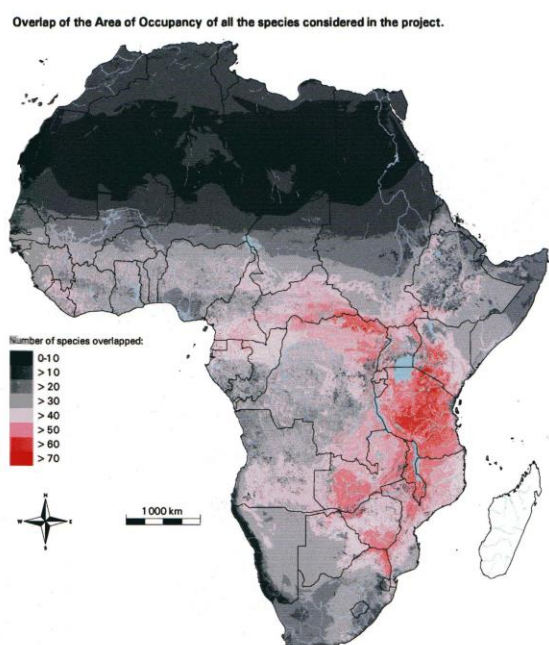 Overlap of the Area of Occupancy of all the species considered in the project.
Number of species overlapped:
0-10
> 10
> 20
> 30
> 40
> 50
> 60
> 70
N
W E
S
1000 km